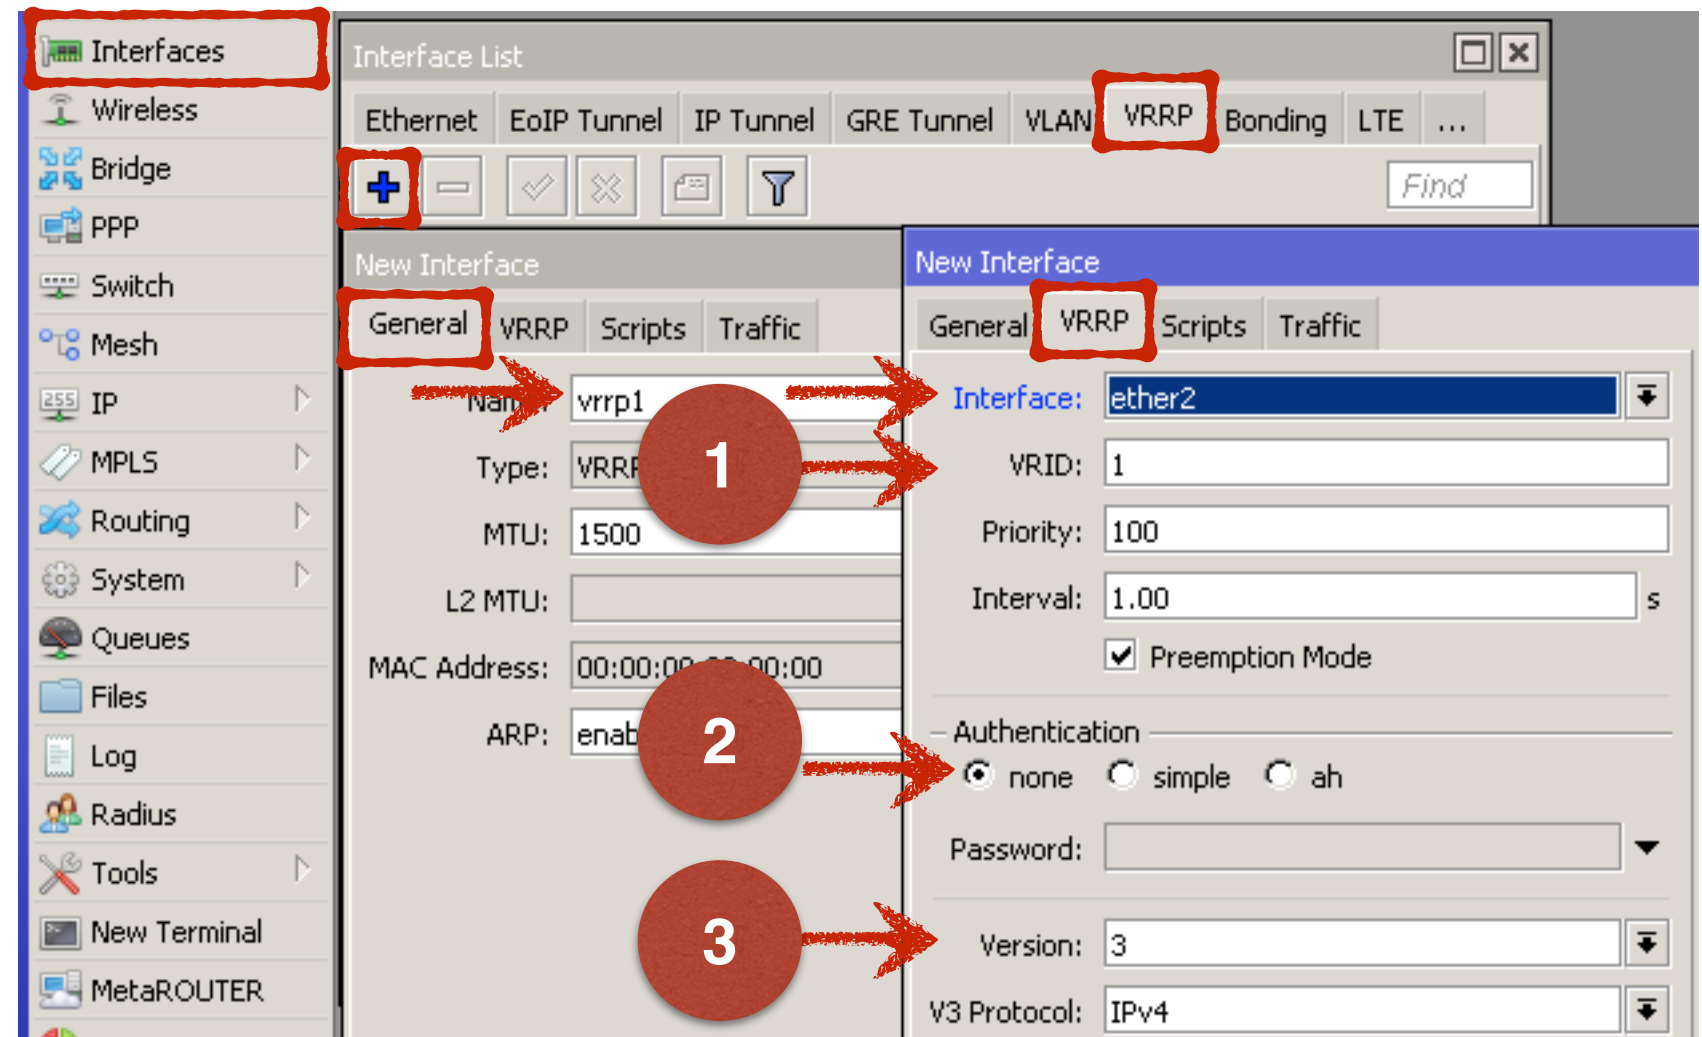 Interfaces
Wireless
Bridge
PPP
Switch
Mesh
255 IP
MPLS
Routing
System
Queues
Files
Log
Radius
Tools
New Terminal
MetaROUTER
Interface List
Ethernet EoIP Tunnel IP Tunnel GRE Tunnel VLAN VRRP Bonding LTE ...
Find
New Interface
General VRRP Scripts Traffic
vrrp1
Type:
MTU: 1500
L2 MTU:
MAC Address:
ARP:
1
2
3
New Interface
General VRRP Scripts Traffic
Interface: ether2
VRID: 1
Priority: 100
Interval: 1.00 s
Preemption Mode
Authentication
none simple ah
Password:
Version: 3
V3 Protocol: IPv4